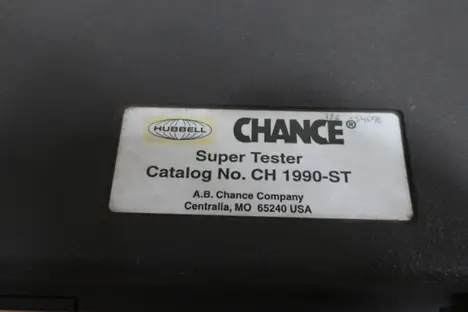 HUBBELL CHANCE®
Super Tester
Catalog No. CH 1990-ST
A.B. Chance Company
Centralia, MO 65240 USA